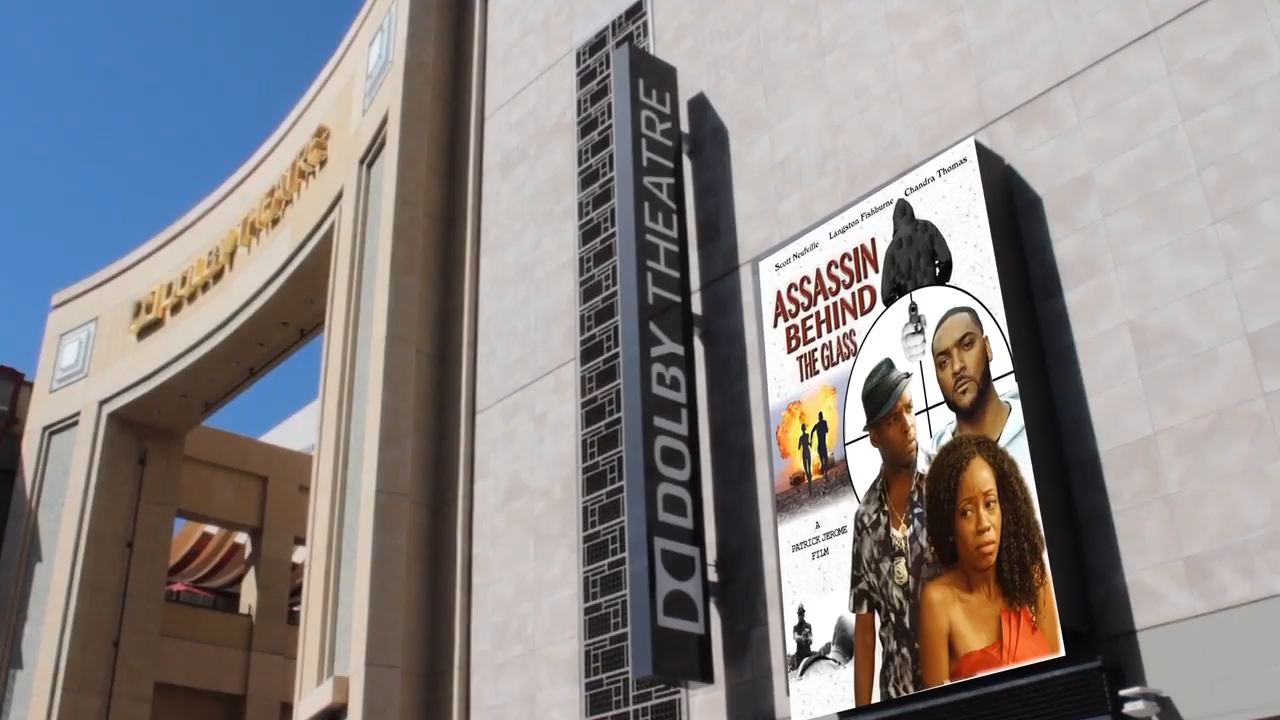 DOLBY THEATRE
DOLBY THEATRE
Scott Neufville Langston Fishburne Chandra Thomas
ASSASSIN
BEHIND
THE GLASS
A
PATRICK JEROME
FILM